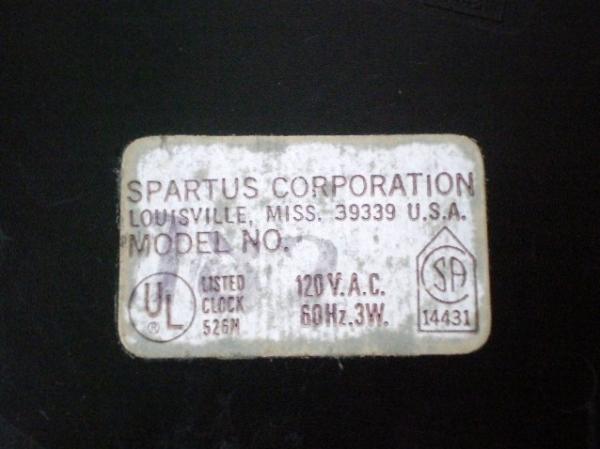 SPARTUS CORPORATION
LOUISVILLE, MISS. 39339 U.S.A.
MODEL NO.
UL ®
LISTED
CLOCK
526M
120 V.A.C.
60Hz.3W.
SA
14431